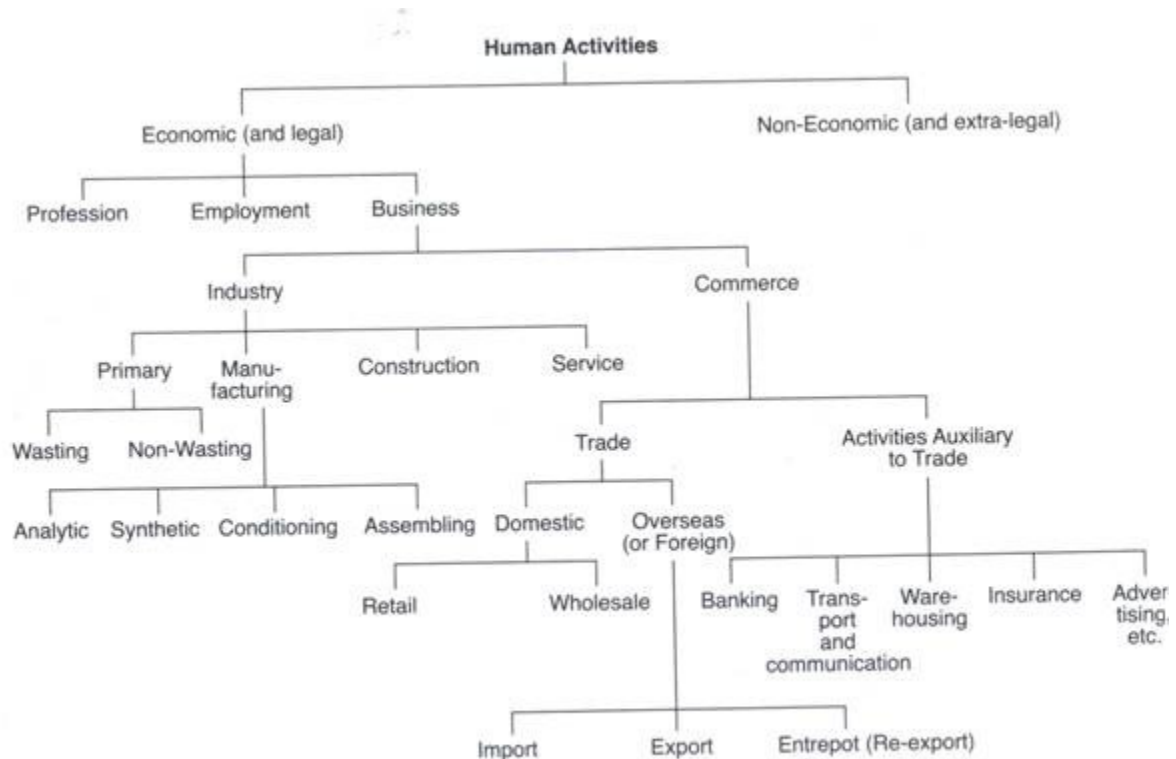 Human Activities
Economic (and legal)
Non-Economic (and extra-legal)
Profession
Employment
Business
Industry
Commerce
Primary
Manu-
facturing
Construction
Service
Wasting
Non-Wasting
Trade
Activities Auxiliary
to Trade
Analytic
Synthetic
Conditioning
Assembling
Domestic
Overseas
(or Foreign)
Retail
Wholesale
Banking
Trans-
port
and
communication
Ware-
housing
Insurance
Adver-
tising,
etc.
Import
Export
Entrepot (Re-export)